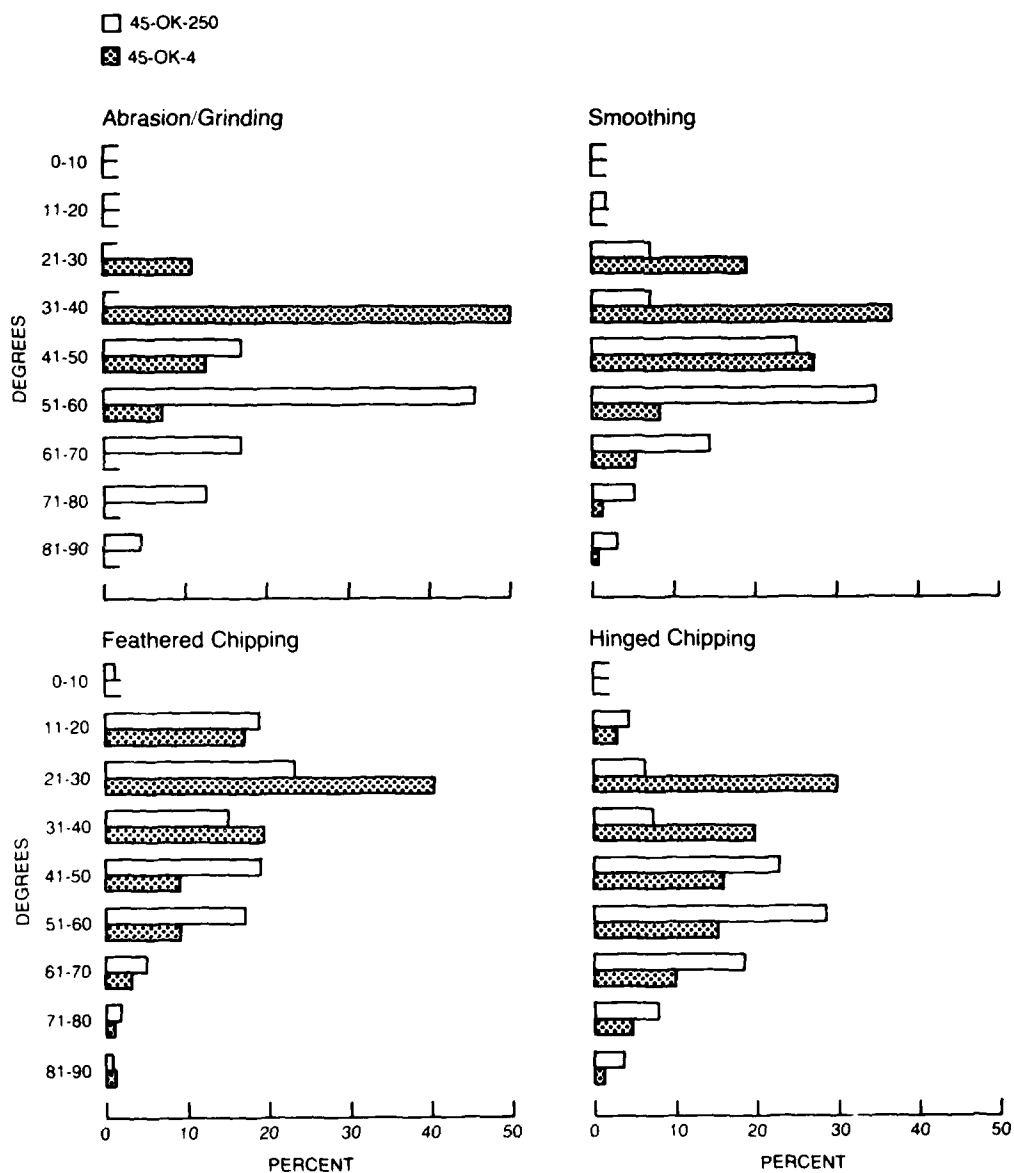 45-OK-250
45-OK-4
Abrasion/Grinding
Smoothing
DEGREES
0-10
11-20
21-30
31-40
41-50
51-60
61-70
71-80
81-90
Feathered Chipping
Hinged Chipping
DEGREES
0-10
11-20
21-30
31-40
41-50
51-60
61-70
71-80
81-90
0 10 20 30 40 50
0 10 20 30 40 50
PERCENT
PERCENT